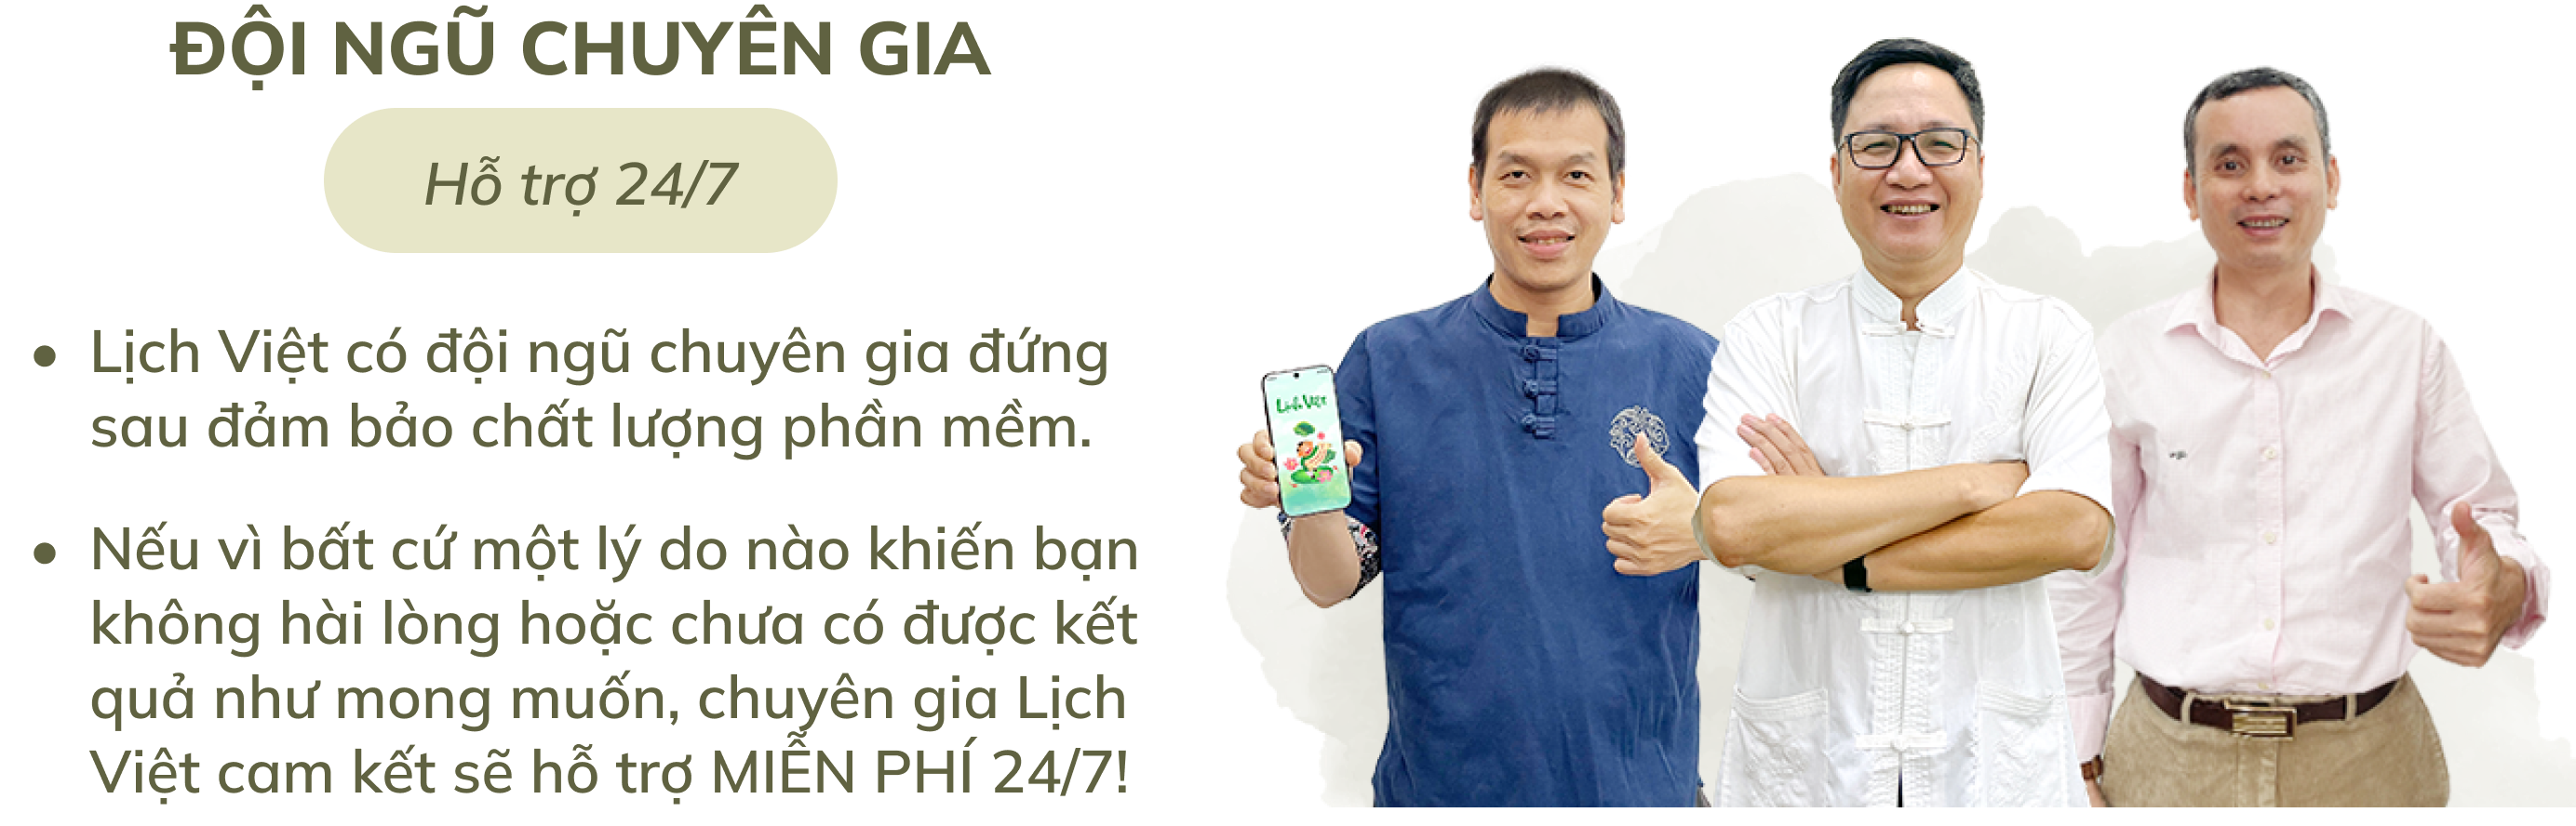 ĐỘI NGŨ CHUYÊN GIA
Hỗ trợ 24/7
• Lịch Việt có đội ngũ chuyên gia đứng
sau đảm bảo chất lượng phần mềm.
• Nếu vì bất cứ một lý do nào khiến bạn
không hài lòng hoặc chưa có được kết
quả như mong muốn, chuyên gia Lịch
Việt cam kết sẽ hỗ trợ MIỄN PHÍ 24/7!
Lịch Việt